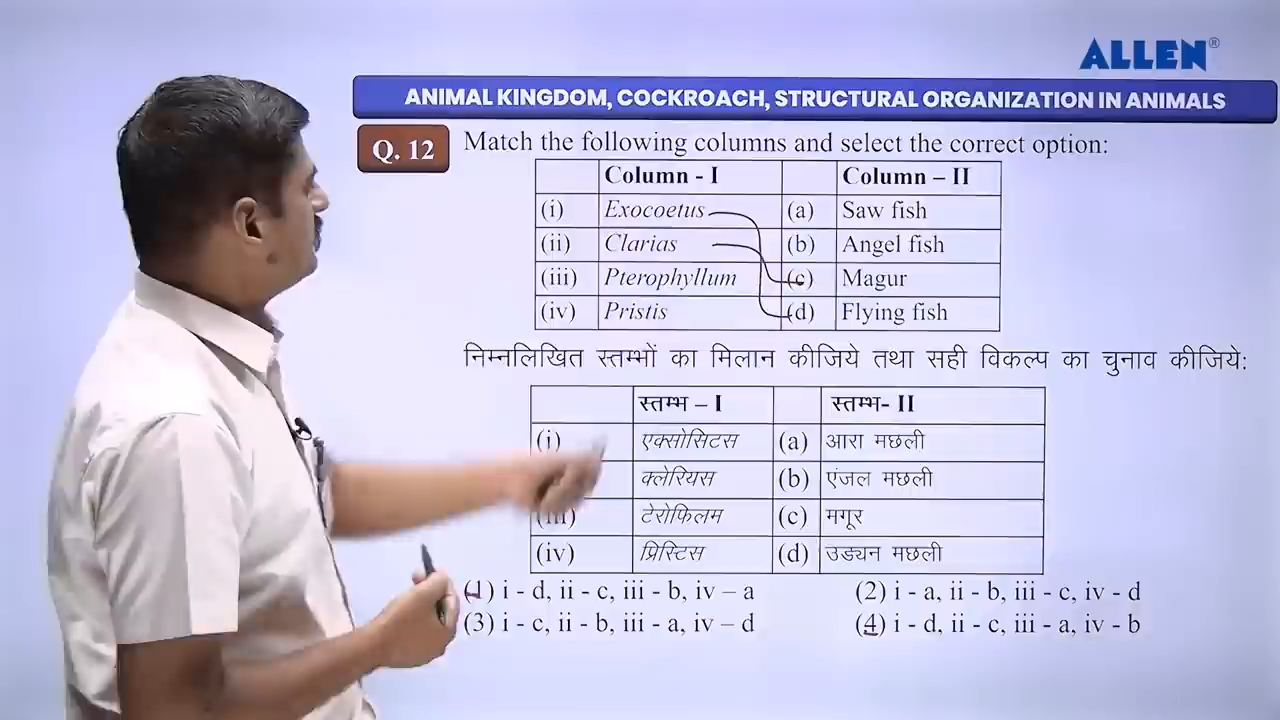 ALLEN®
ANIMAL KINGDOM, COCKROACH, STRUCTURAL ORGANIZATION IN ANIMALS
Q. 12 Match the following columns and select the correct option:
Column - I Column – II
(i) Exocoetus (a) Saw fish
(ii) Clarias (b) Angel fish
(iii) Pterophyllum (c) Magur
(iv) Pristis (d) Flying fish
निम्नलिखित स्तम्भों का मिलान कीजिये तथा सही विकल्प का चुनाव कीजिये:
स्तम्भ – I स्तम्भ- II
(i) एक्सोसिटस (a) आरा मछली
क्लेरियस (b) एंजल मछली
(iii) टेरोफिलम (c) मगूर
(iv) प्रिस्टिस (d) उड्यन मछली
(1) i - d, ii - c, iii - b, iv – a (2) i - a, ii - b, iii - c, iv - d
(3) i - c, ii - b, iii - a, iv – d (4) i - d, ii - c, iii - a, iv - b